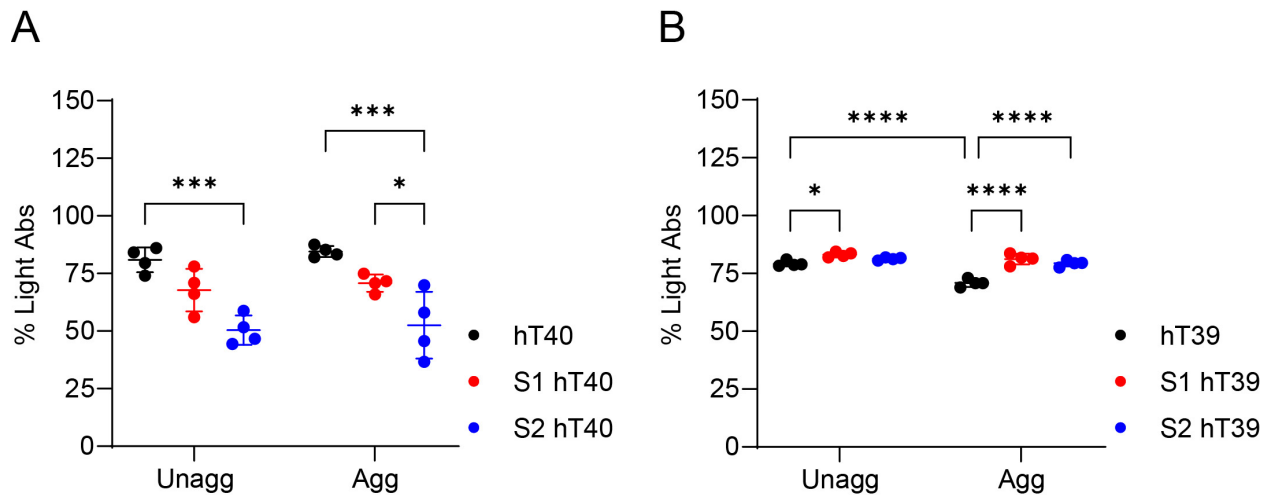 A
B
% Light Abs
150
125
100
75
50
25
0
***
***
*
Unagg
Agg
hT40
S1 hT40
S2 hT40
% Light Abs
150
125
100
75
50
25
0
****
****
*
****
Unagg
Agg
hT39
S1 hT39
S2 hT39